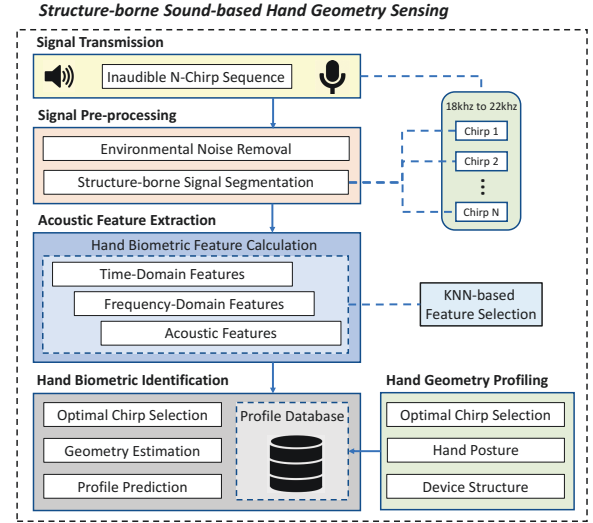 Structure-borne Sound-based Hand Geometry Sensing
Signal Transmission
Inaudible N-Chirp Sequence
18khz to 22khz
Chirp 1
Chirp 2
Chirp N
Signal Pre-processing
Environmental Noise Removal
Structure-borne Signal Segmentation
Acoustic Feature Extraction
Hand Biometric Feature Calculation
Time-Domain Features
Frequency-Domain Features
Acoustic Features
KNN-based
Feature Selection
Hand Biometric Identification
Optimal Chirp Selection
Geometry Estimation
Profile Prediction
Profile Database
Hand Geometry Profiling
Optimal Chirp Selection
Hand Posture
Device Structure